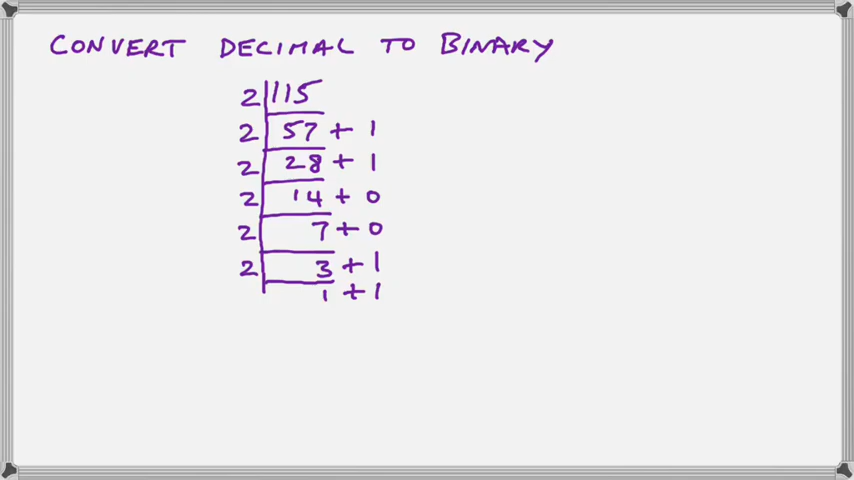 CONVERT DECIMAL TO BINARY
2 115
2 57 + 1
2 28 + 1
2 14 + 0
2 7 + 0
2 3 + 1
1 + 1